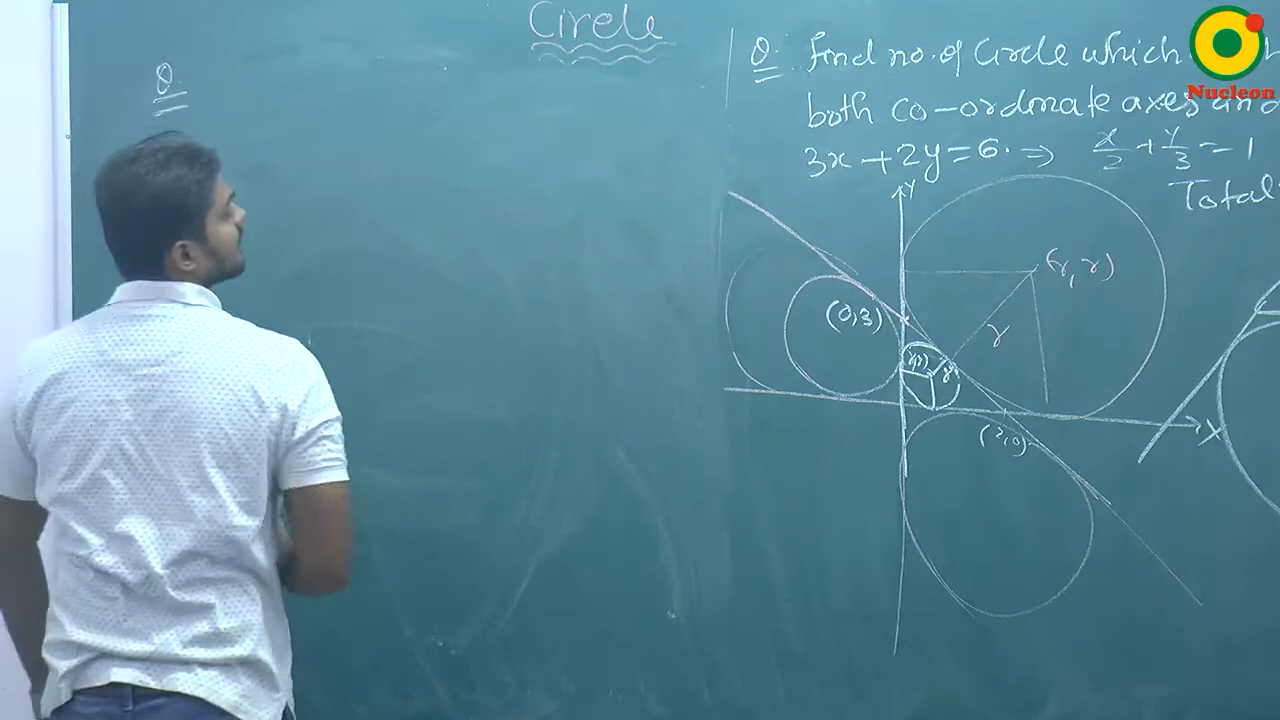 Circle
Q.
Q. Find no. of Circle which
both co-ordinate axes and
3x + 2y = 6. ⇒ x/2 + y/3 = 1
Total
Y
(r, r)
(0,3)
r
(r,r)
r
(2,0)
X
Nucleon